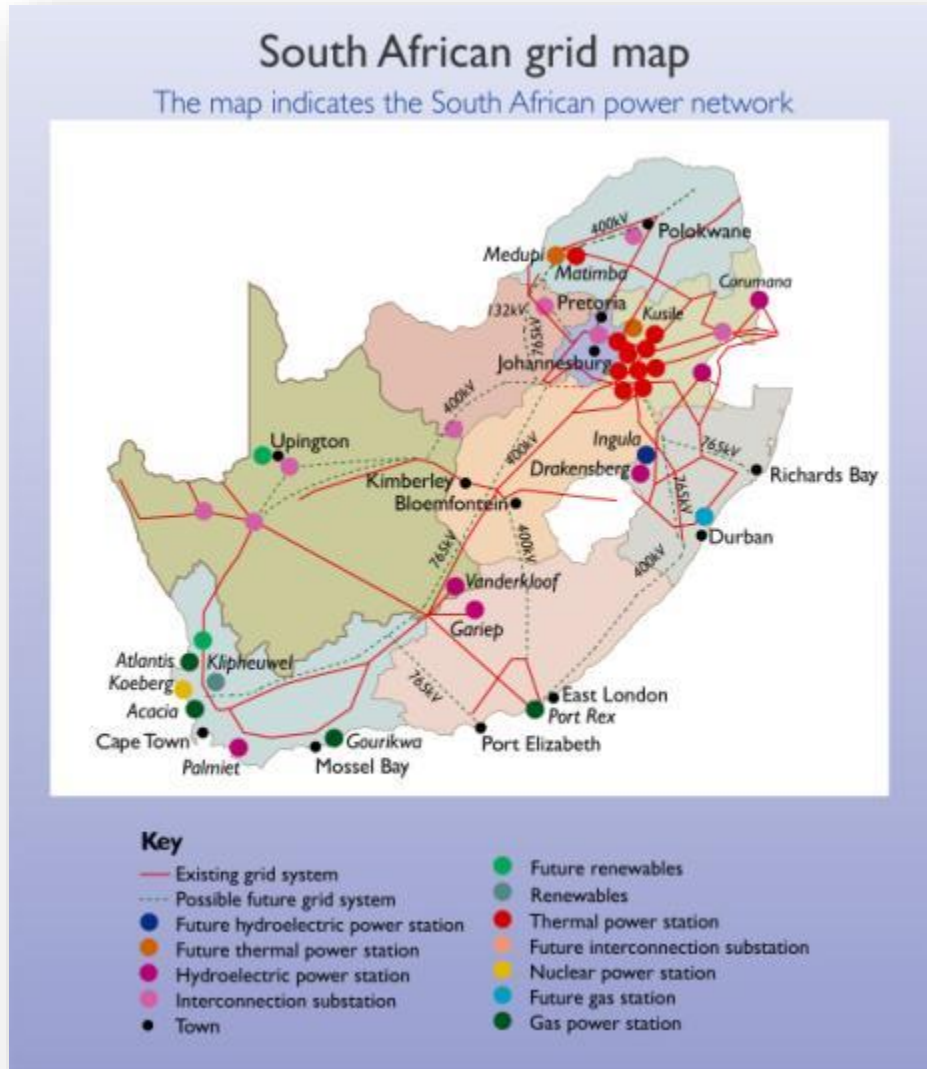 South African grid map
The map indicates the South African power network
400kV
Polokwane
Medupi
Matimba
Corumana
132kV
Pretoria
Kusile
765kV
Johannesburg
400kV
400kV
Upington
Ingula
765kV
Kimberley
Drakensberg
Richards Bay
Bloemfontein
765kV
Durban
765kV
400kV
400kV
Vanderkloof
Gariep
Atlantis
Klipheuwel
Koeberg
765kV
East London
Acacia
Port Rex
Cape Town
Gourikwa
Port Elizabeth
Palmiet
Mossel Bay
Key
Existing grid system
Possible future grid system
Future hydroelectric power station
Future thermal power station
Hydroelectric power station
Interconnection substation
Town
Future renewables
Renewables
Thermal power station
Future interconnection substation
Nuclear power station
Future gas station
Gas power station